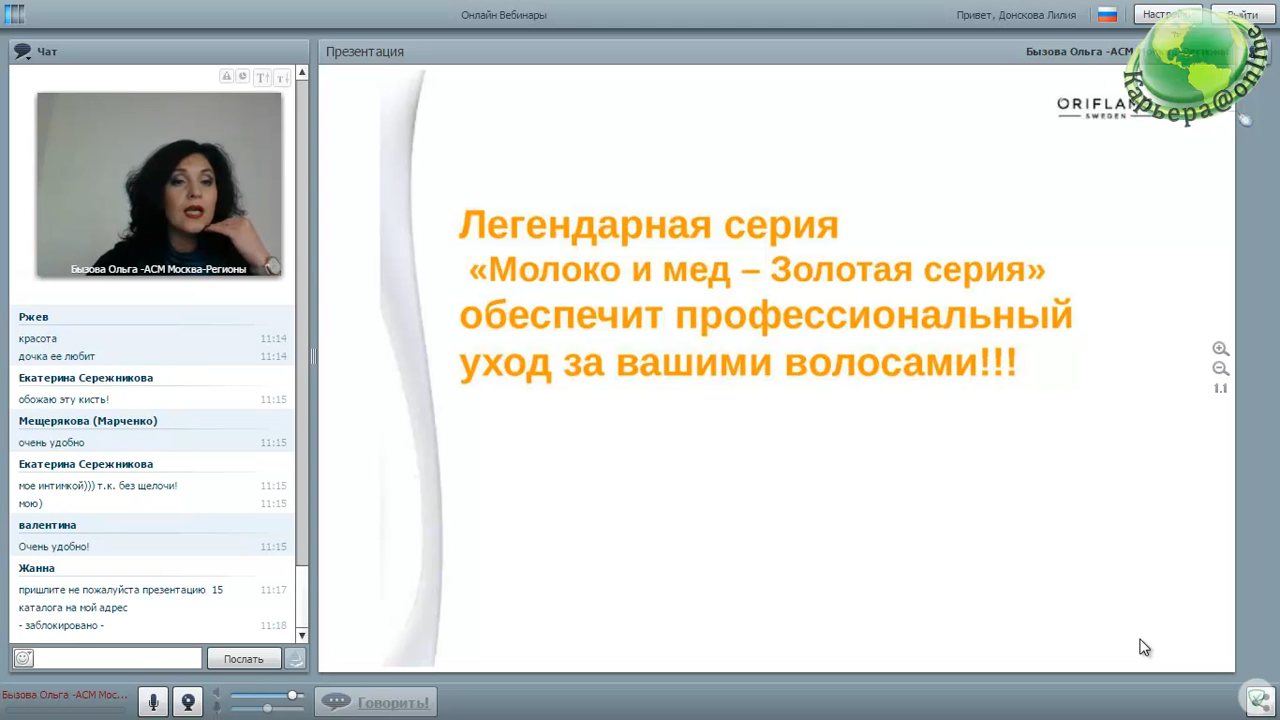 Онлайн Вебинары
Привет, Донскова Лилия
Выйти
Чат
Презентация
Бызова Ольга -АСМ
Карьера@online
ORIFLAM
SWEDEN
Бызова Ольга -АСМ Москва-Регионы
Легендарная серия
«Молоко и мед – Золотая серия»
обеспечит профессиональный
уход за вашими волосами!!!
Ржев
красота 11:14
дочка ее любит 11:14
Екатерина Сережникова
обожаю эту кисть! 11:15
Мещерякова (Марченко)
очень удобно 11:15
Екатерина Сережникова
мое интимкой))) т.к. без щелочи! 11:15
мою) 11:15
валентина
Очень удобно! 11:15
Жанна
пришлите не пожалуйста презентацию 15 11:17
каталога на мой адрес
- заблокировано - 11:18
1.1
Послать
Бызова Ольга -АСМ Мос...
Говорить!